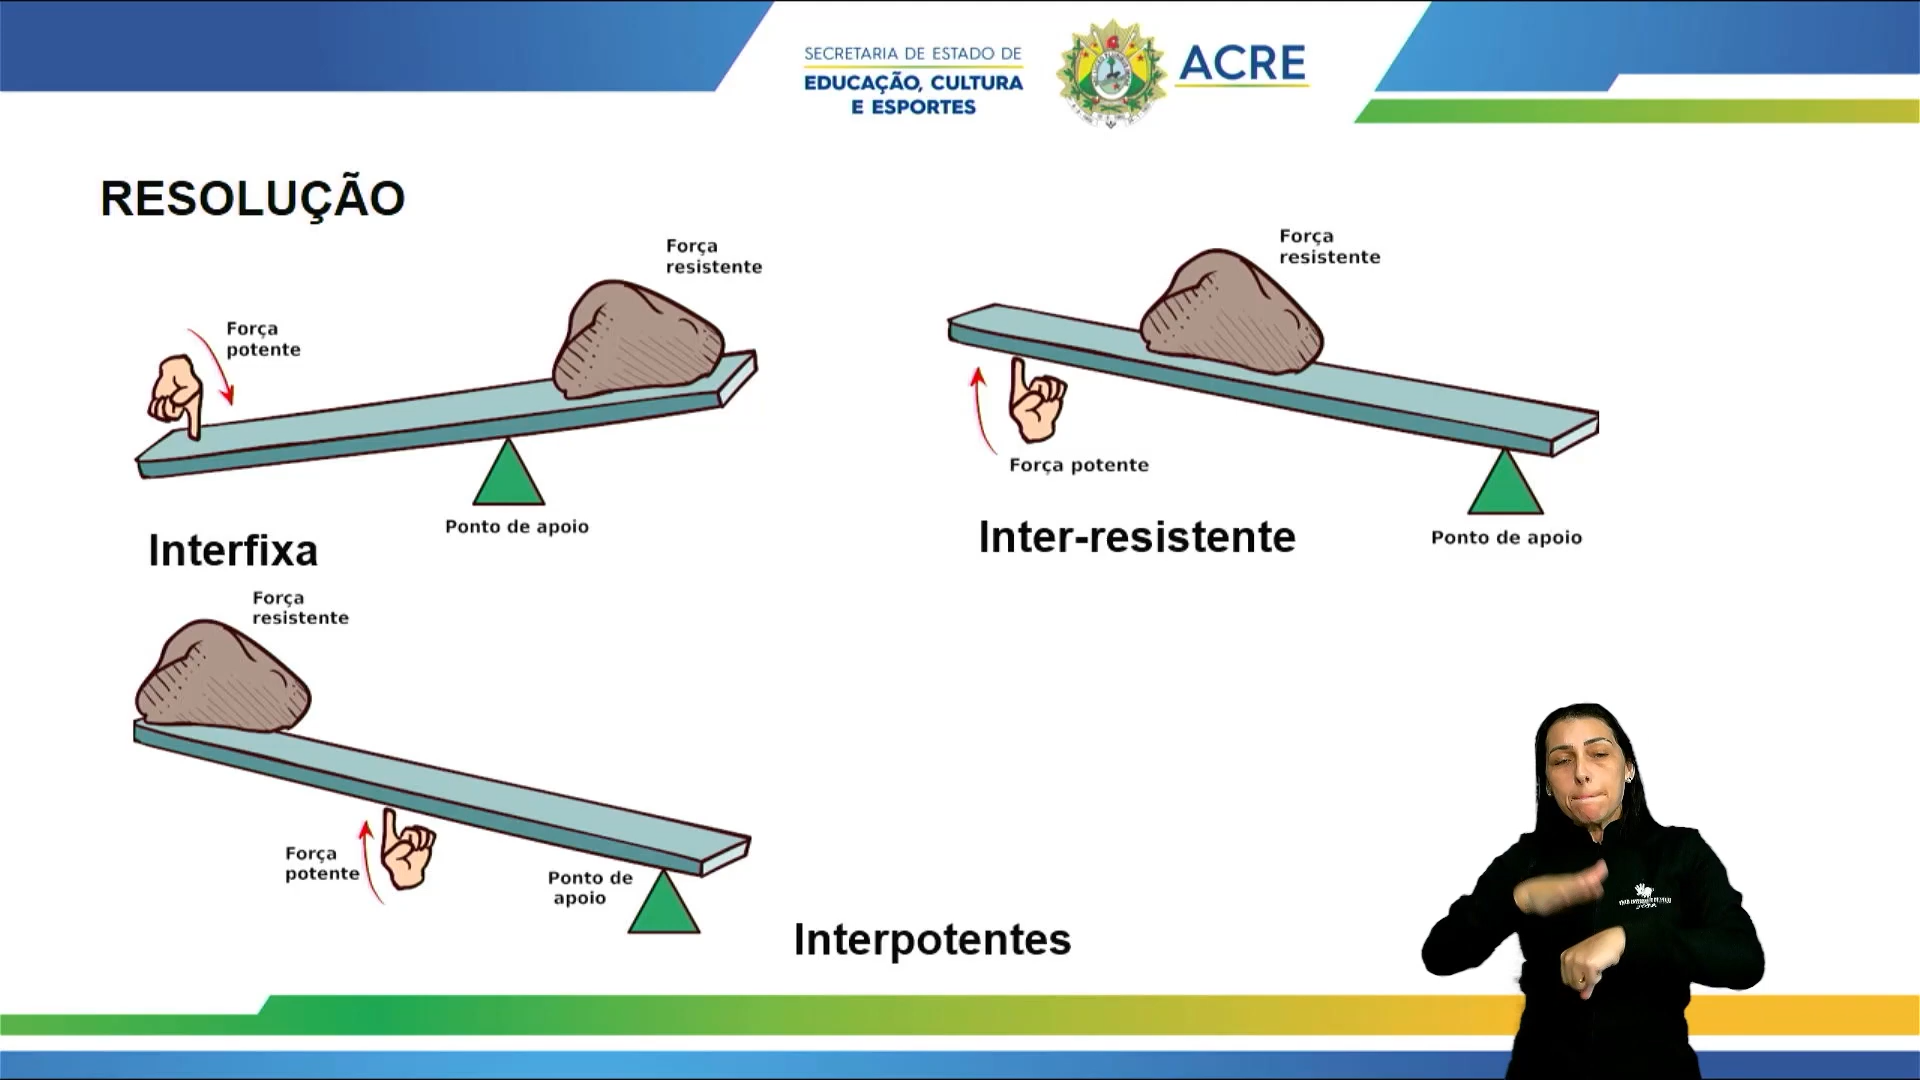 SECRETARIA DE ESTADO DE
EDUCAÇÃO, CULTURA
E ESPORTES
ACRE
RESOLUÇÃO
Força
resistente
Força
potente
Ponto de apoio
Interfixa
Força
resistente
Força potente
Ponto de apoio
Inter-resistente
Força
resistente
Força
potente
Ponto de
apoio
Interpotentes